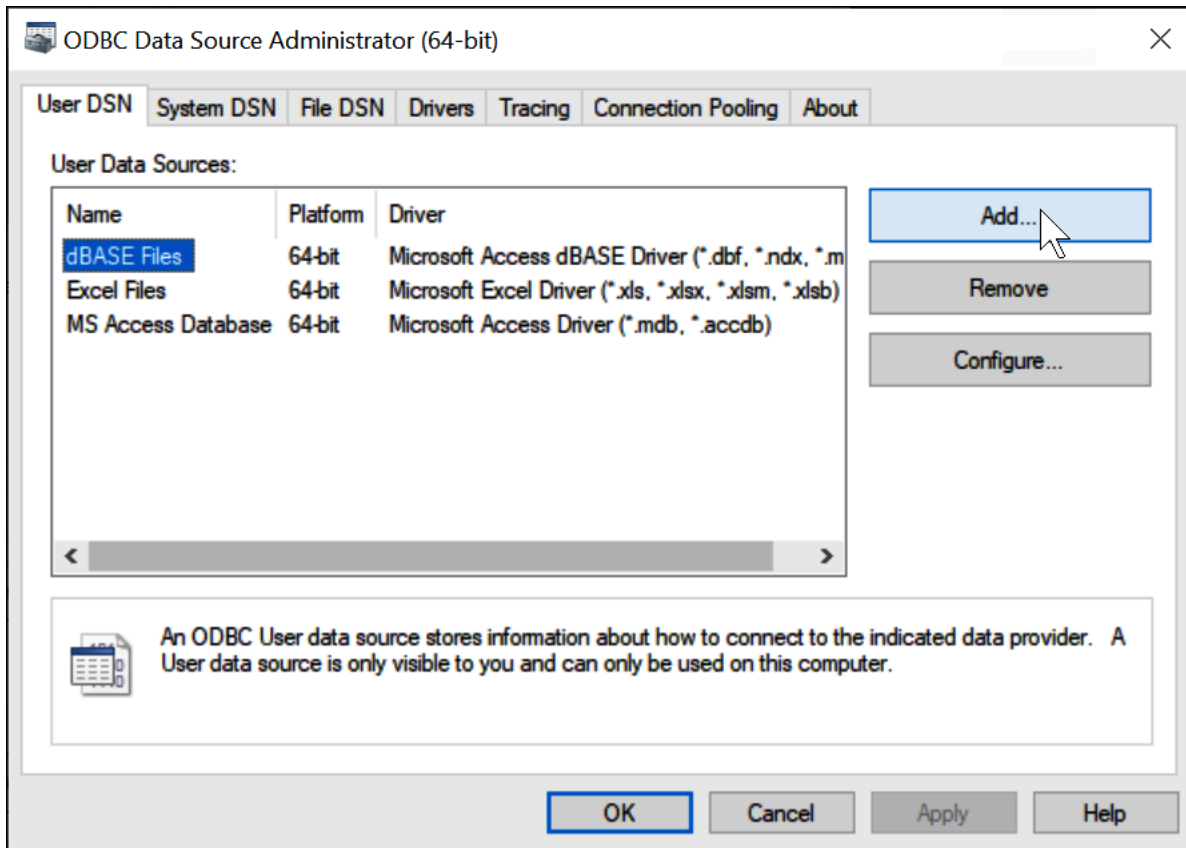 ODBC Data Source Administrator (64-bit)
User DSN System DSN File DSN Drivers Tracing Connection Pooling About
User Data Sources:
Name Platform Driver
dBASE Files 64-bit Microsoft Access dBASE Driver (*.dbf, *.ndx, *.m
Excel Files 64-bit Microsoft Excel Driver (*.xls, *.xlsx, *.xlsm, *.xlsb)
MS Access Database 64-bit Microsoft Access Driver (*.mdb, *.accdb)
Add...
Remove
Configure...
An ODBC User data source stores information about how to connect to the indicated data provider. A
User data source is only visible to you and can only be used on this computer.
OK Cancel Apply Help